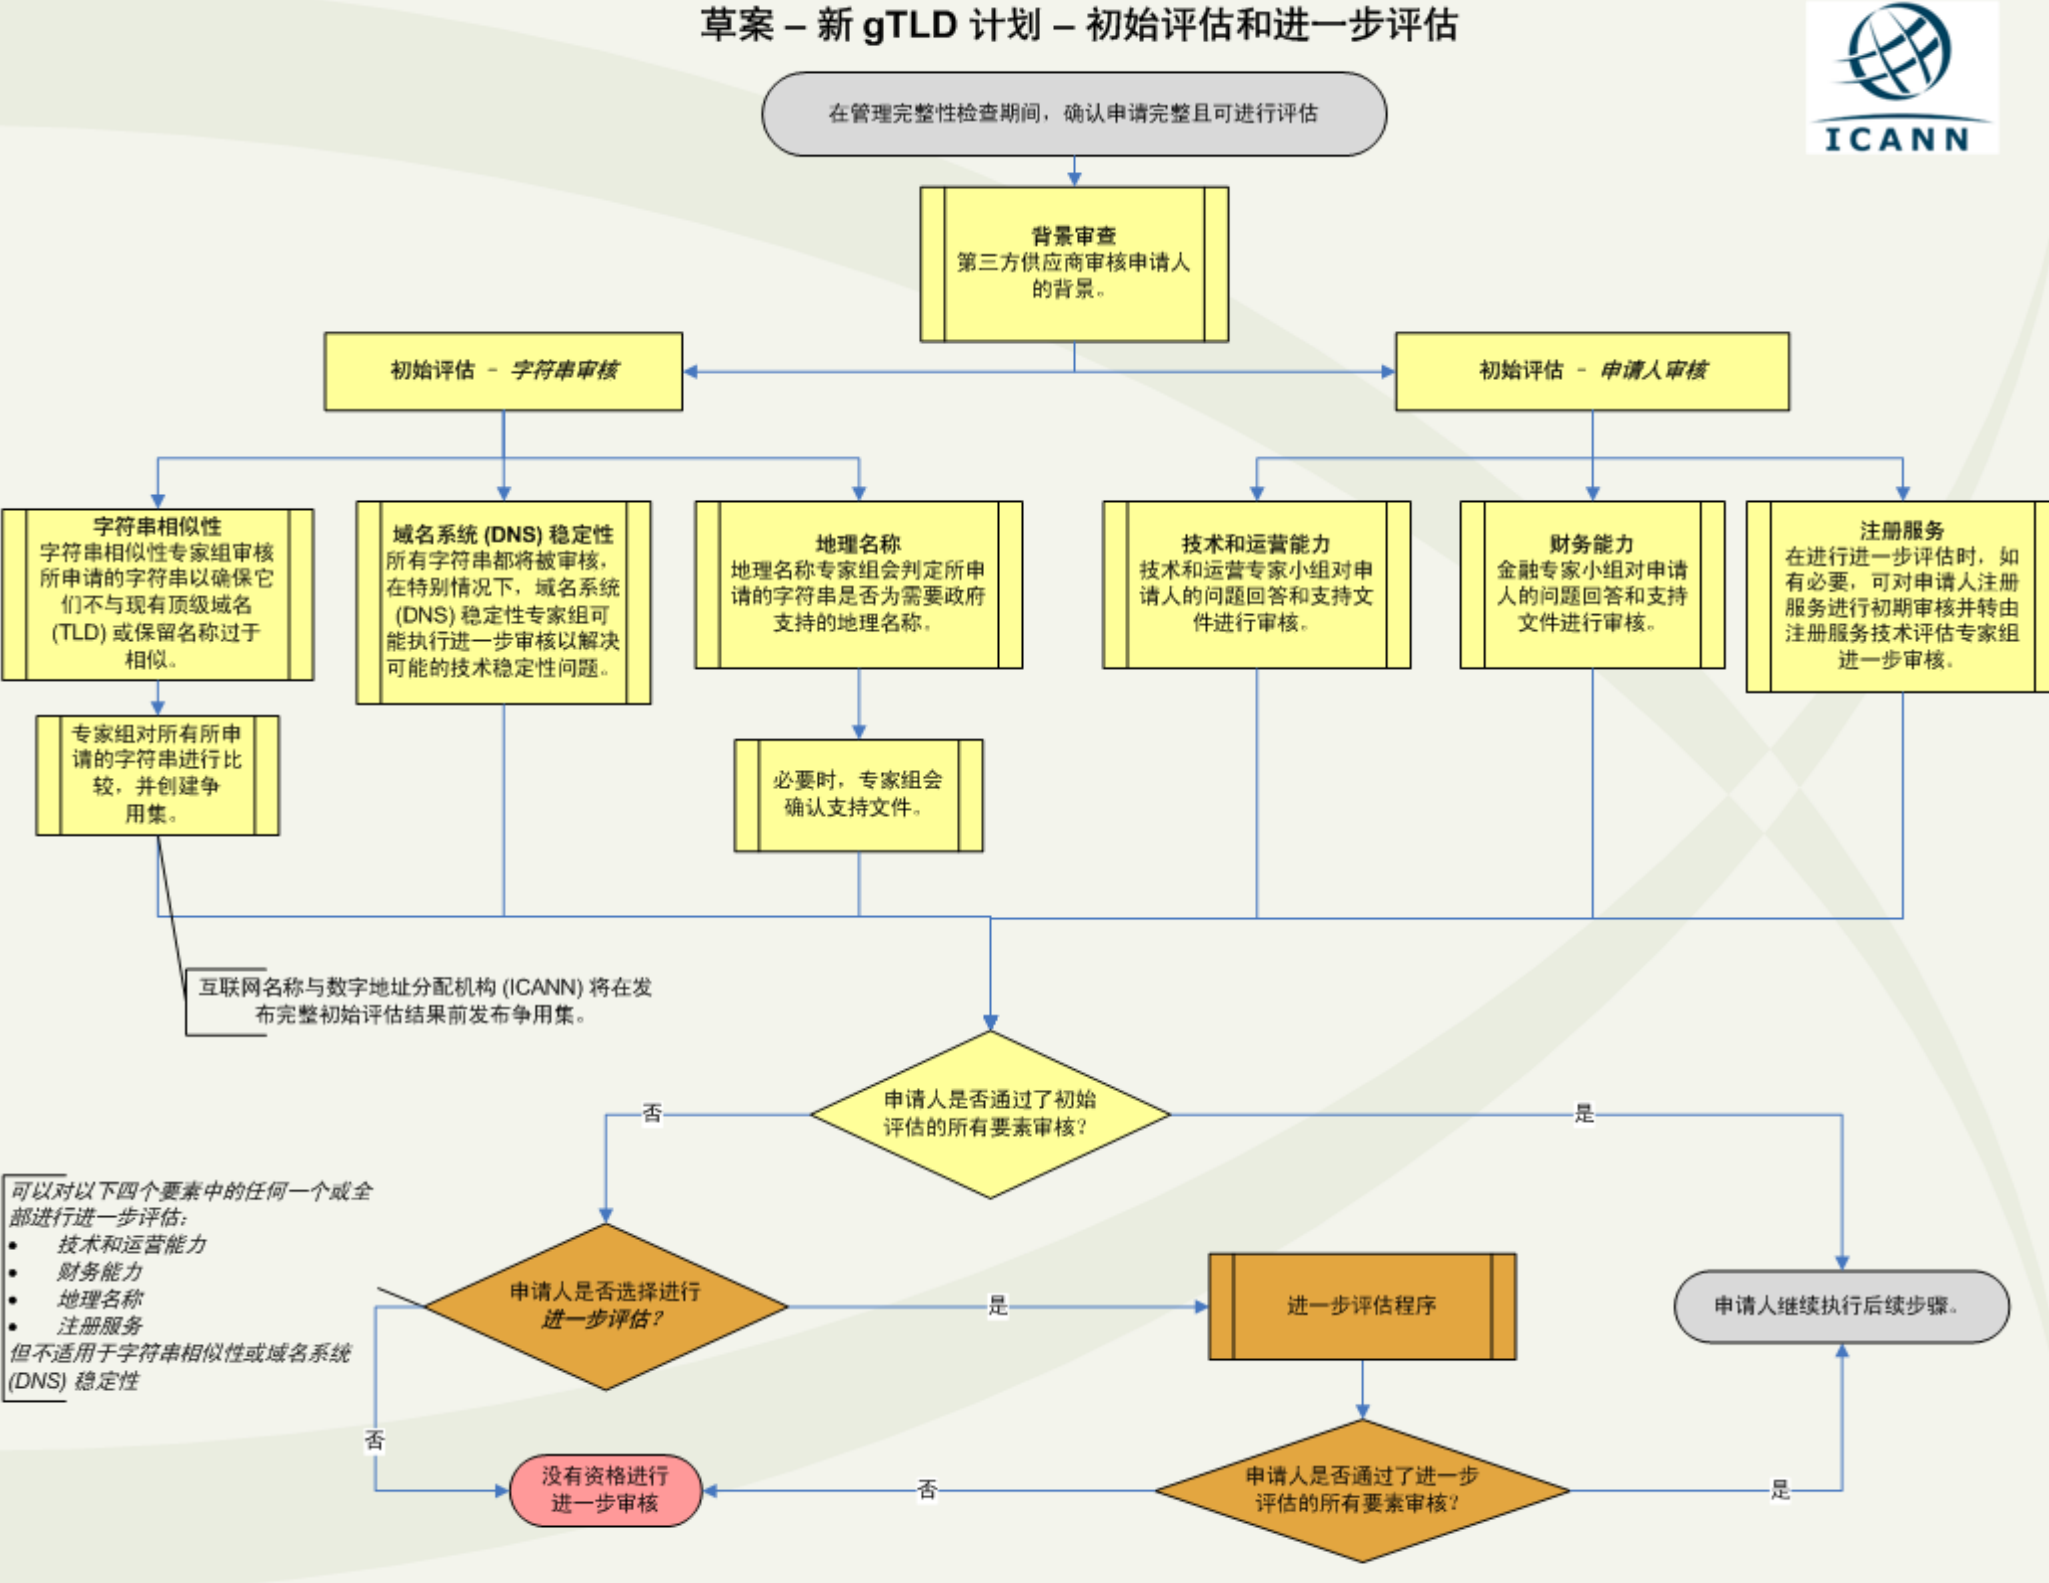 草案 – 新 gTLD 计划 – 初始评估和进一步评估
ICANN
在管理完整性检查期间，确认申请完整且可进行评估
背景审查
第三方供应商审核申请人
的背景。
初始评估 - 字符串审核
初始评估 - 申请人审核
字符串相似性
字符串相似性专家组审核
所申请的字符串以确保它
们不与现有顶级域名
(TLD) 或保留名称过于
相似。
域名系统 (DNS) 稳定性
所有字符串都将被审核，
在特别情况下，域名系统
(DNS) 稳定性专家组可
能执行进一步审核以解决
可能的技术稳定性问题。
地理名称
地理名称专家组会判定所申
请的字符串是否为需要政府
支持的地理名称。
技术和运营能力
技术和运营专家小组对申
请人的问题回答和支持文
件进行审核。
财务能力
金融专家小组对申请
人的问题回答和支持
文件进行审核。
注册服务
在进行进一步评估时，如
有必要，可对申请人注册
服务进行初期审核并转由
注册服务技术评估专家组
进一步审核。
专家组对所有所申
请的字符串进行比
较，并创建争
用集。
必要时，专家组会
确认支持文件。
互联网名称与数字地址分配机构 (ICANN) 将在发
布完整初始评估结果前发布争用集。
申请人是否通过了初始
评估的所有要素审核？
否
是
可以对以下四个要素中的任何一个或全
部进行进一步评估：
• 技术和运营能力
• 财务能力
• 地理名称
• 注册服务
但不适用于字符串相似性或域名系统
(DNS) 稳定性
申请人是否选择进行
进一步评估？
是
进一步评估程序
申请人继续执行后续步骤。
否
没有资格进行
进一步审核
否
申请人是否通过了进一步
评估的所有要素审核？
是